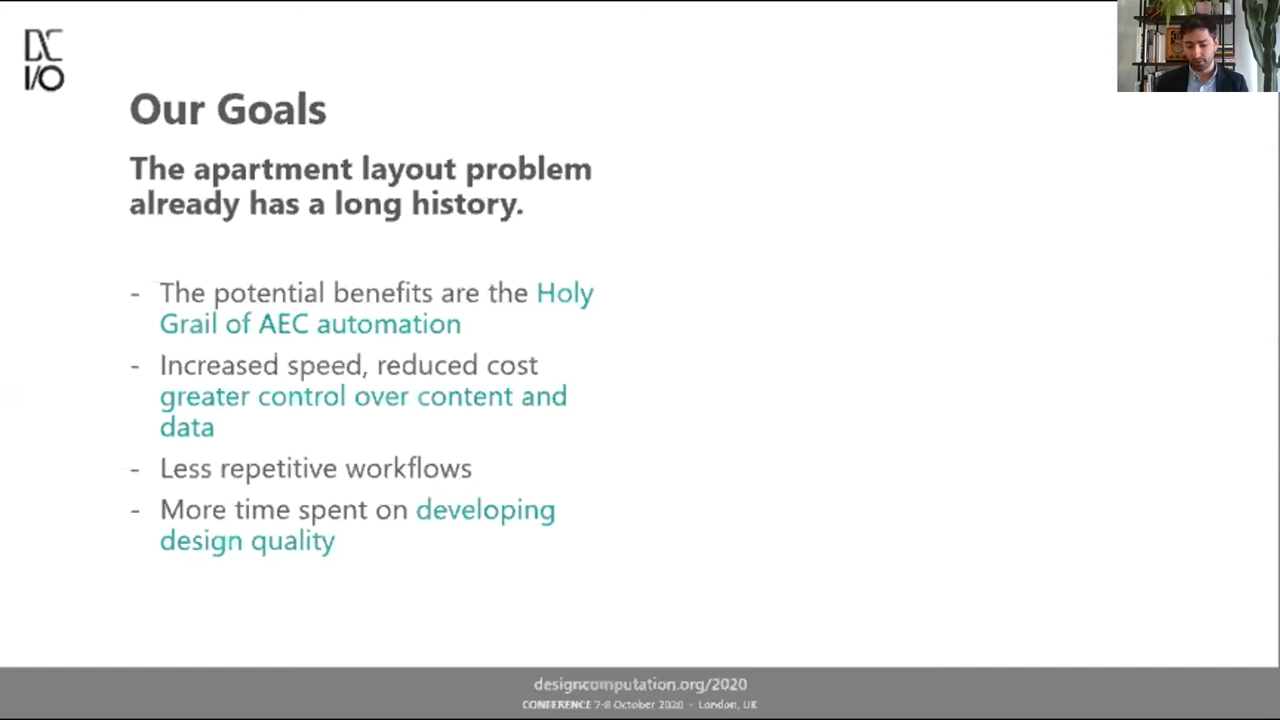 DC
I/O
Our Goals
The apartment layout problem
already has a long history.
- The potential benefits are the Holy
Grail of AEC automation
- Increased speed, reduced cost
greater control over content and
data
- Less repetitive workflows
- More time spent on developing
design quality
designcomputation.org/2020
CONFERENCE 7-8 October 2020 - London, UK